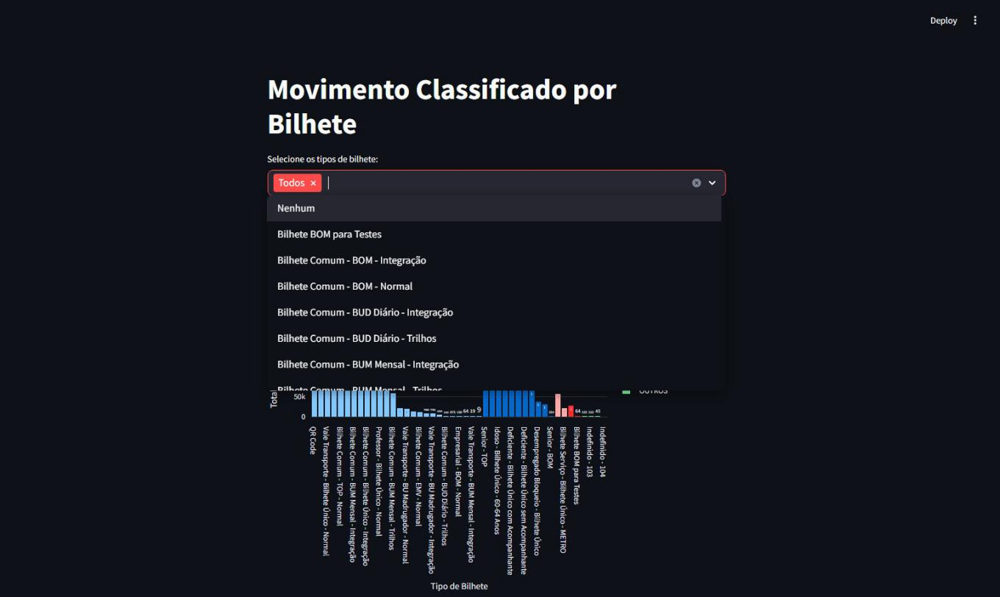 Deploy
Movimento Classificado por
Bilhete
Selecione os tipos de bilhete:
Todos
Nenhum
Bilhete BOM para Testes
Bilhete Comum - BOM - Integração
Bilhete Comum - BOM - Normal
Bilhete Comum - BUD Diário - Integração
Bilhete Comum - BUD Diário - Trilhos
Bilhete Comum - BUM Mensal - Integração
Bilhete Comum - BUM Mensal - Trilhos
OUTROS
Total
50k
0
64 19 9
64
45
QR Code
Vale Transporte - Bilhete Único - Normal
Bilhete Comum - TOP - Normal
Bilhete Comum - BUM Mensal - Integração
Bilhete Comum - Bilhete Único - Integração
Professor - Bilhete Único - Normal
Bilhete Comum - BUM Mensal - Trilhos
Vale Transporte - BU Madrugador - Normal
Bilhete Comum - EMV - Normal
Vale Transporte - BU Madrugador - Integração
Bilhete Comum - BUD Diário - Trilhos
Empresarial - BOM - Normal
Vale Transporte - BUM Mensal - Integração
Senior - TOP
Idoso - Bilhete Único - 60-64 Anos
Deficiente - Bilhete Único com Acompanhante
Deficiente - Bilhete Único sem Acompanhante
Desempregado Bloqueio - Bilhete Único
Senior - BOM
Bilhete Serviço - Bilhete Único - METRO
Bilhete BOM para Testes
Indefinido - 103
Indefinido - 104
Tipo de Bilhete